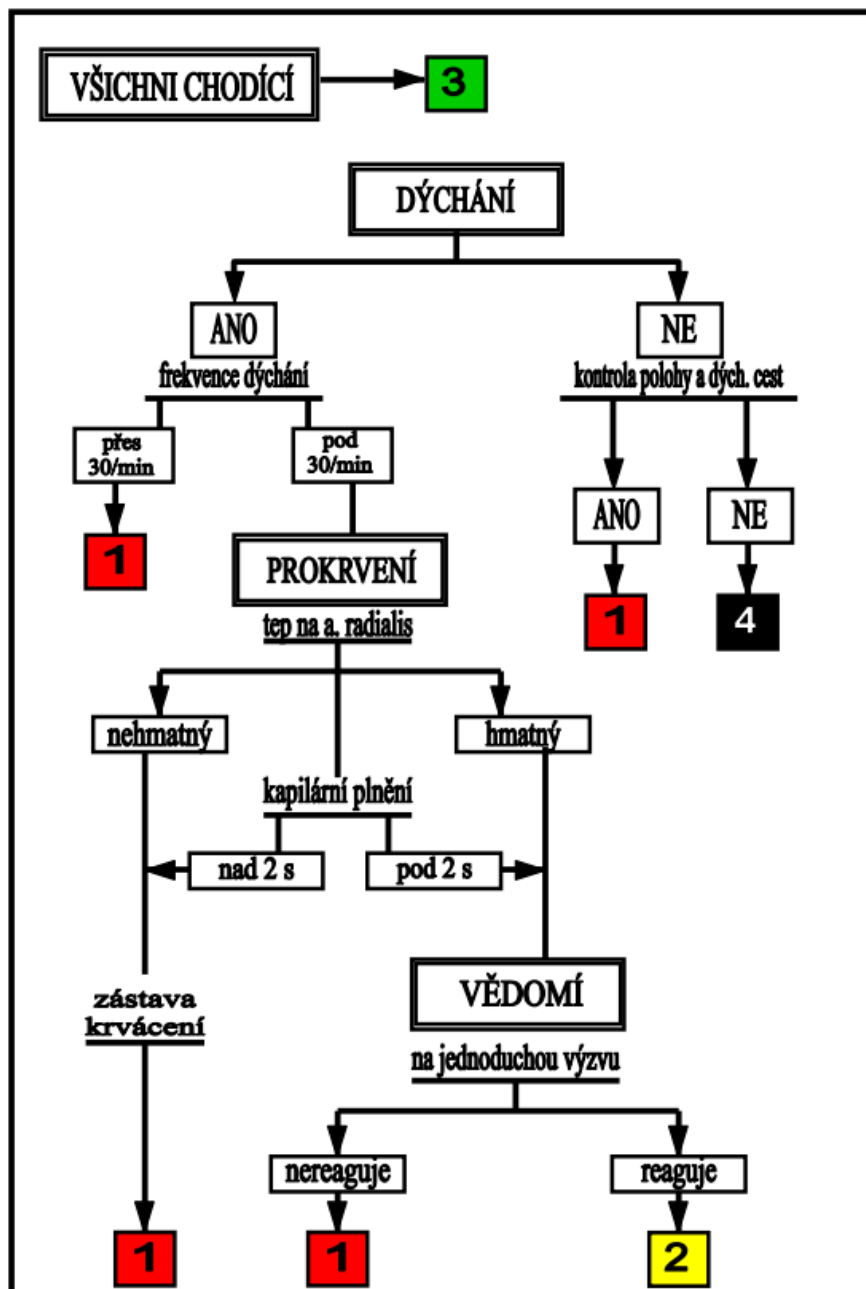 VŠICHNI CHODÍCÍ
3
DÝCHÁNÍ
ANO
NE
frekvence dýchání
kontrola polohy a dých. cest
přes
30/min
pod
30/min
ANO
NE
1
PROKRVENÍ
1
4
tep na a. radialis
nehmatný
hmatný
kapilární plnění
nad 2 s
pod 2 s
VĚDOMÍ
zástava
krvácení
na jednoduchou výzvu
nereaguje
reaguje
1
1
2